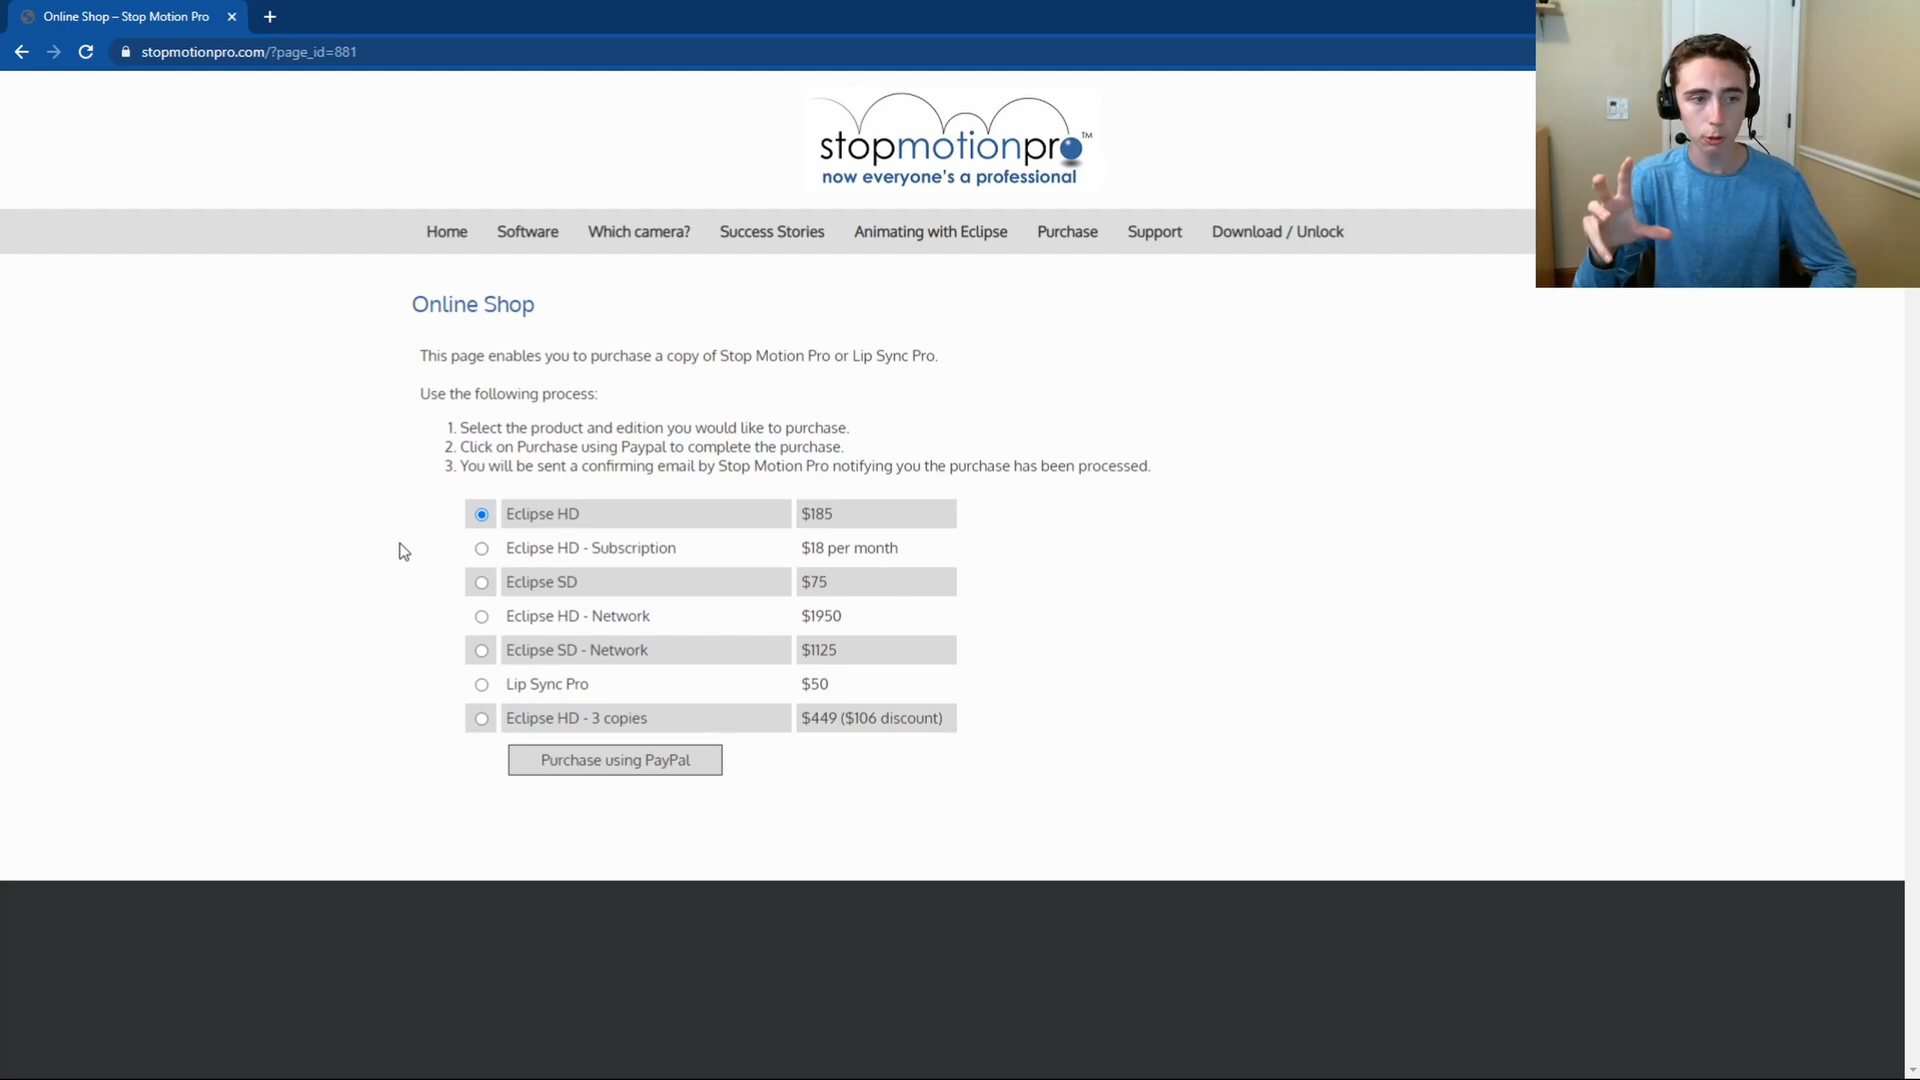 Online Shop – Stop Motion Pro
stopmotionpro.com/?page_id=881
stopmotionpro™
now everyone's a professional
Home Software Which camera? Success Stories Animating with Eclipse Purchase Support Download / Unlock
Online Shop
This page enables you to purchase a copy of Stop Motion Pro or Lip Sync Pro.
Use the following process:
1. Select the product and edition you would like to purchase.
2. Click on Purchase using Paypal to complete the purchase.
3. You will be sent a confirming email by Stop Motion Pro notifying you the purchase has been processed.
Eclipse HD $185
Eclipse HD - Subscription $18 per month
Eclipse SD $75
Eclipse HD - Network $1950
Eclipse SD - Network $1125
Lip Sync Pro $50
Eclipse HD - 3 copies $449 ($106 discount)
Purchase using PayPal